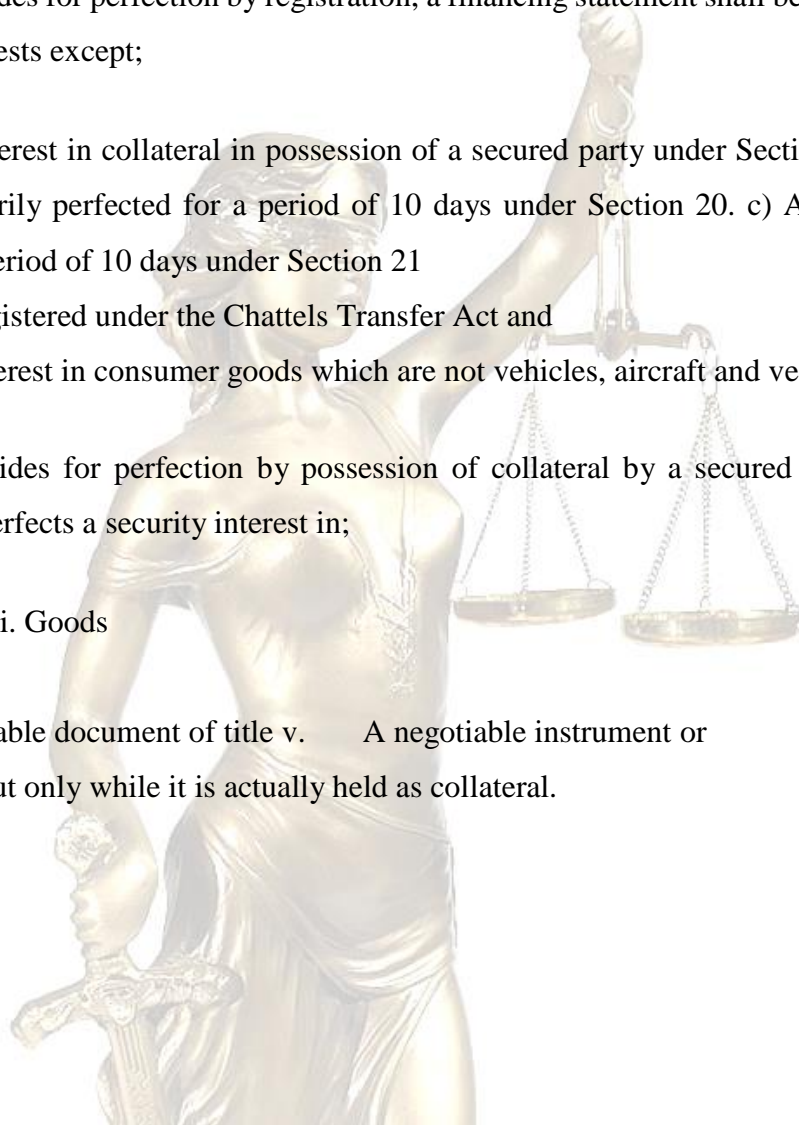 des for perfection by registration, a financing statement shall be
ests except;
erest in collateral in possession of a secured party under Secti
rily perfected for a period of 10 days under Section 20. c) A
eriod of 10 days under Section 21
gistered under the Chattels Transfer Act and
erest in consumer goods which are not vehicles, aircraft and ve
ides for perfection by possession of collateral by a secured
erfects a security interest in;
i. Goods
able document of title v. A negotiable instrument or
ut only while it is actually held as collateral.